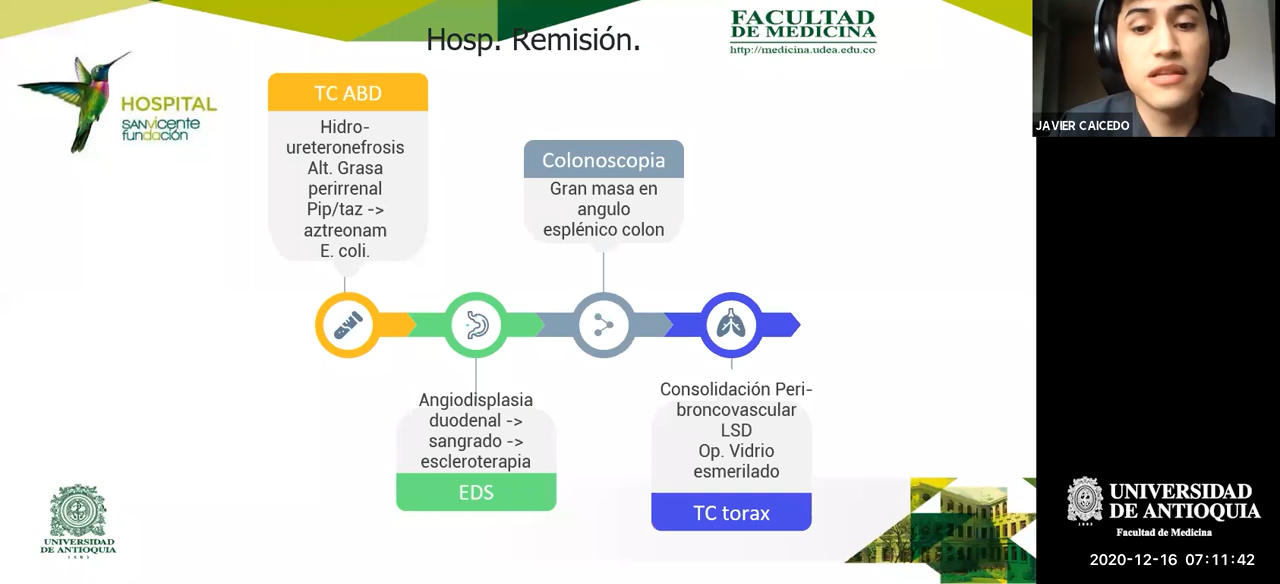 Hosp. Remisión.
FACULTAD
DE MEDICINA
http://medicina.udea.edu.co
HOSPITAL
SANVICENTE
fundación
TC ABD
Hidro-
ureteronefrosis
Alt. Grasa
perirrenal
Pip/taz ->
aztreonam
E. coli.
Colonoscopia
Gran masa en
angulo
esplénico colon
Angiodisplasia
duodenal ->
sangrado ->
escleroterapia
EDS
Consolidación Peri-
broncovascular
LSD
Op. Vidrio
esmerilado
TC torax
UNIVERSIDAD
DE ANTIOQUIA
1803
JAVIER CAICEDO
UNIVERSIDAD
DE ANTIOQUIA
1803
Facultad de Medicina
2020-12-16 07:11:42